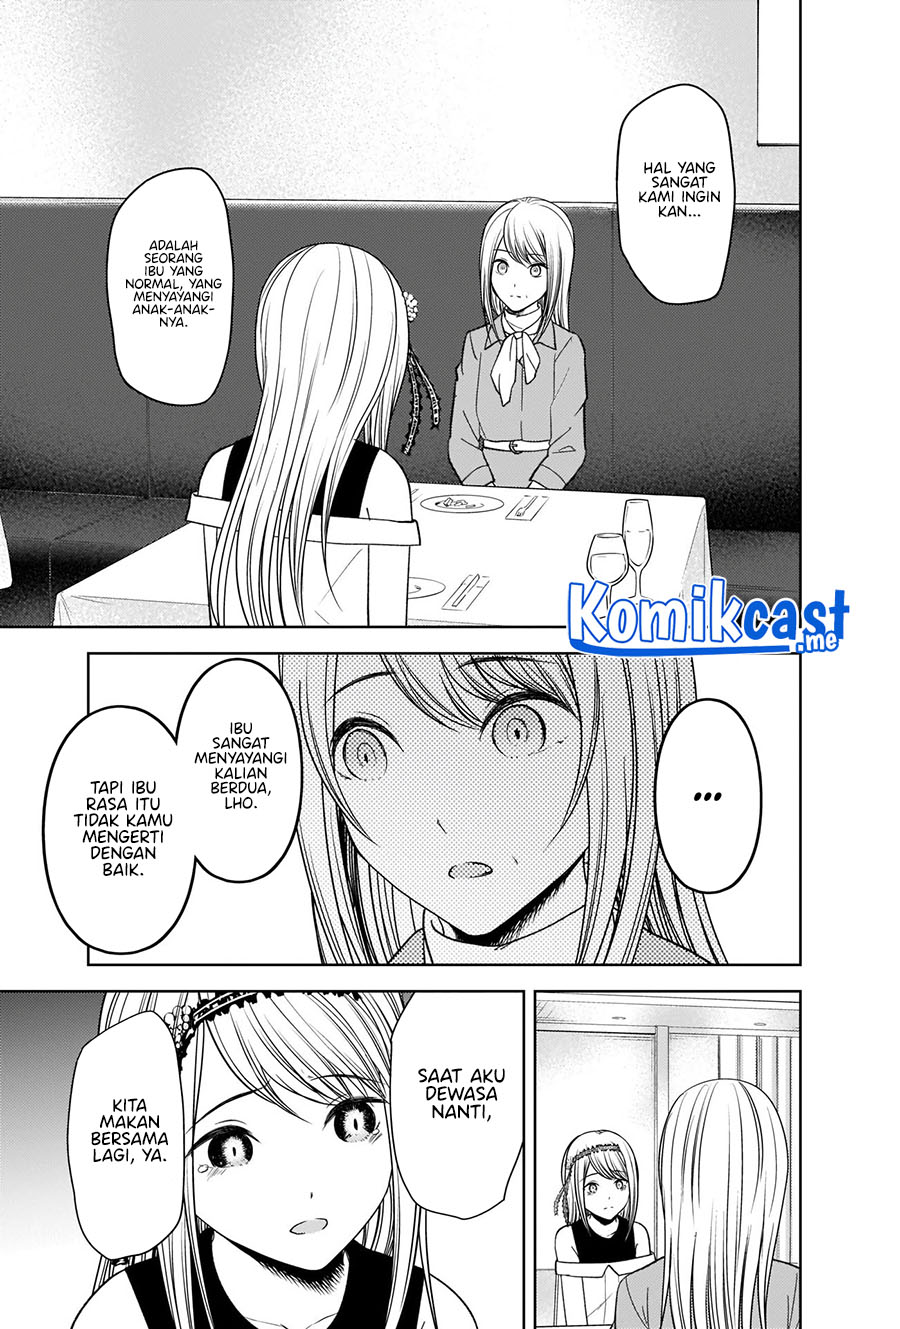 HAL YANG
SANGAT
KAMI INGIN
KAN...
ADALAH
SEORANG
IBU YANG
NORMAL, YANG
MENYAYANGI
ANAK-ANAK-
NYA.
Komikcast
.me
...
IBU
SANGAT
MENYAYANGI
KALIAN
BERDUA,
LHO.
TAPI IBU
RASA ITU
TIDAK KAMU
MENGERTI
DENGAN
BAIK.
SAAT AKU
DEWASA
NANTI,
KITA
MAKAN
BERSAMA
LAGI, YA.